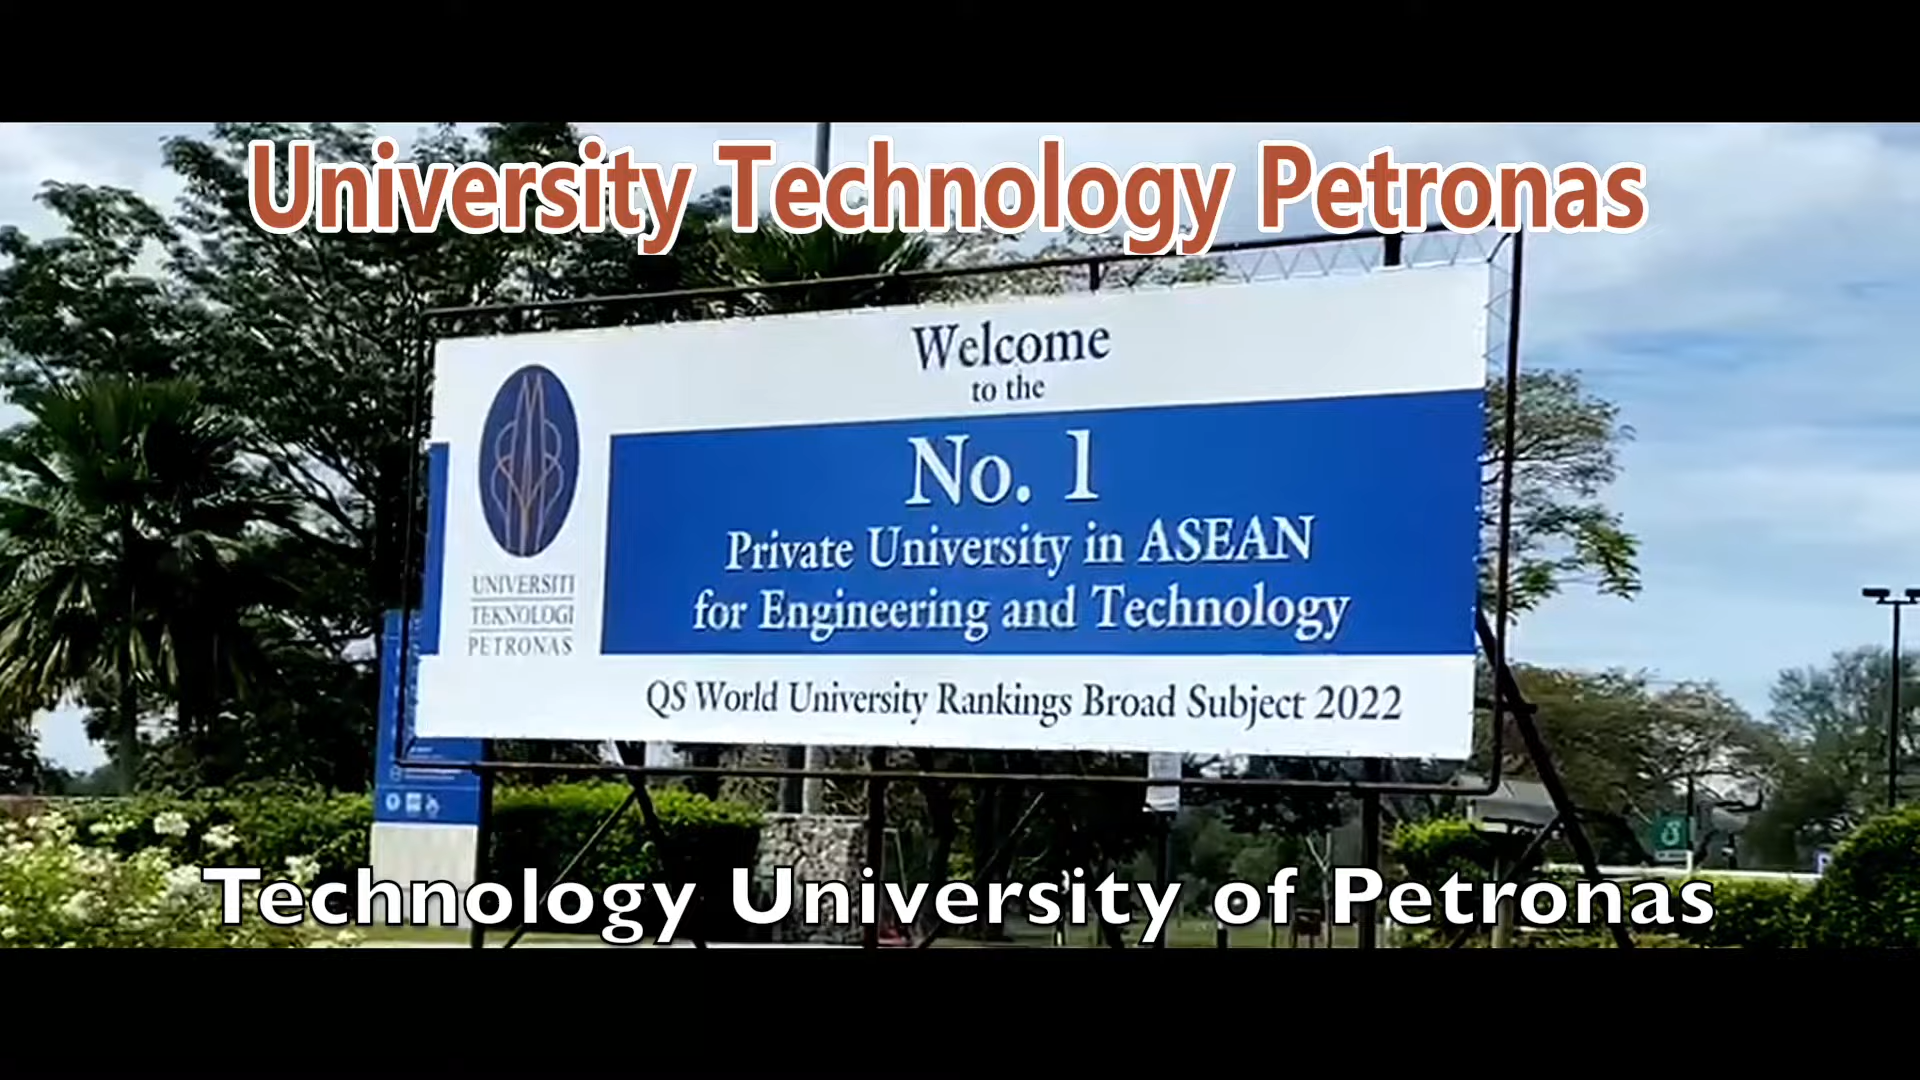 University Technology Petronas
Welcome
to the
No. 1
Private University in ASEAN
for Engineering and Technology
UNIVERSITI
TEKNOLOGI
PETRONAS
QS World University Rankings Broad Subject 2022
Technology University of Petronas